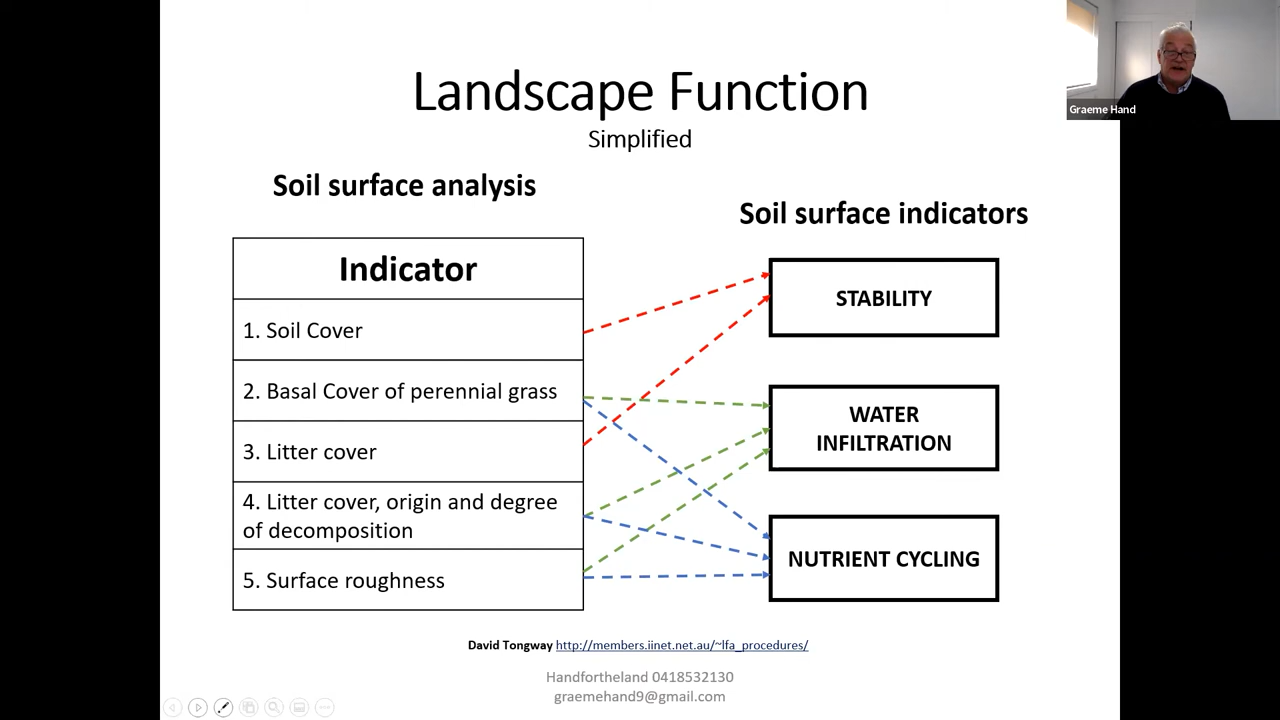 Landscape Function
Simplified
Graeme Hand
Soil surface analysis
Soil surface indicators
Indicator
1. Soil Cover
2. Basal Cover of perennial grass
3. Litter cover
4. Litter cover, origin and degree
of decomposition
5. Surface roughness
STABILITY
WATER
INFILTRATION
NUTRIENT CYCLING
David Tongway http://members.iinet.net.au/~lfa_procedures/
Handfortheland 0418532130
graemehand9@gmail.com